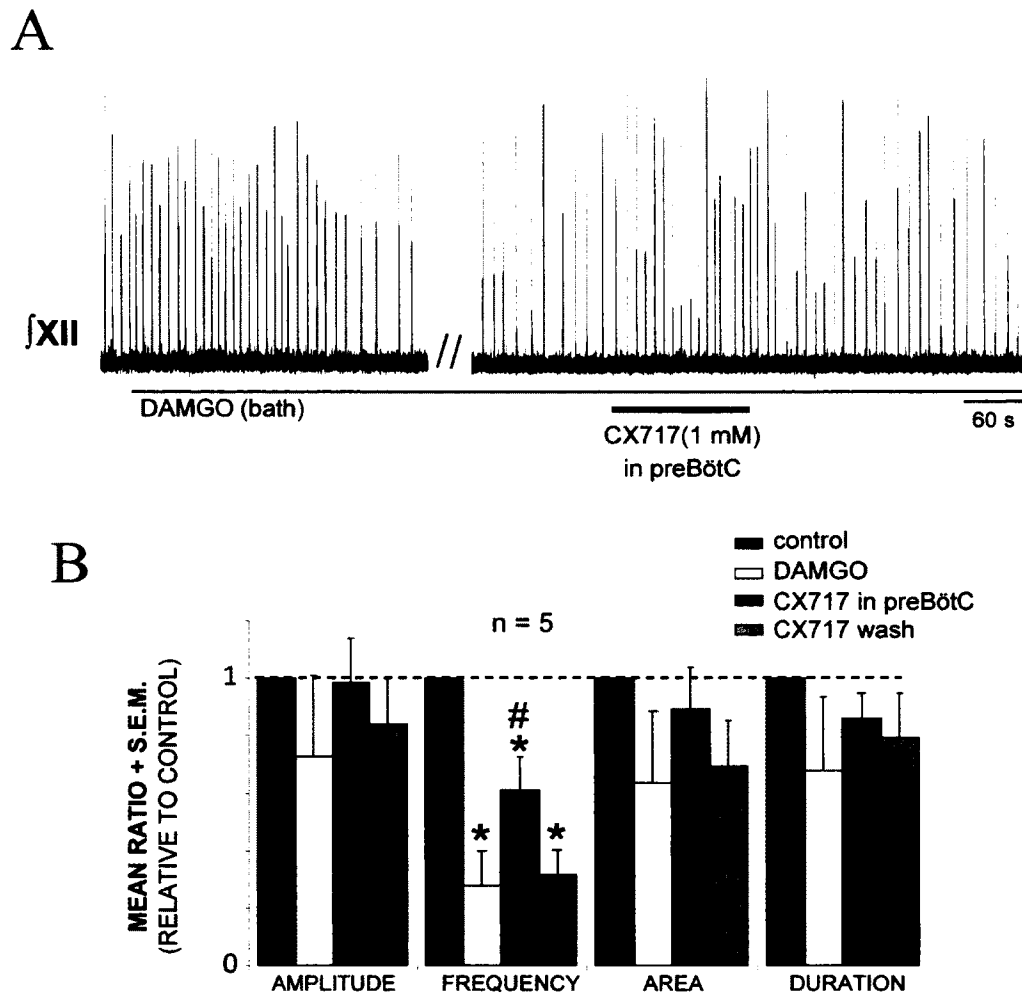 A
∫XII
//
DAMGO (bath)
CX717(1 mM)
in preBötC
60 s
B
control
DAMGO
CX717 in preBötC
CX717 wash
n = 5
MEAN RATIO + S.E.M.
(RELATIVE TO CONTROL)
1
0
#
*
*
*
AMPLITUDE
FREQUENCY
AREA
DURATION